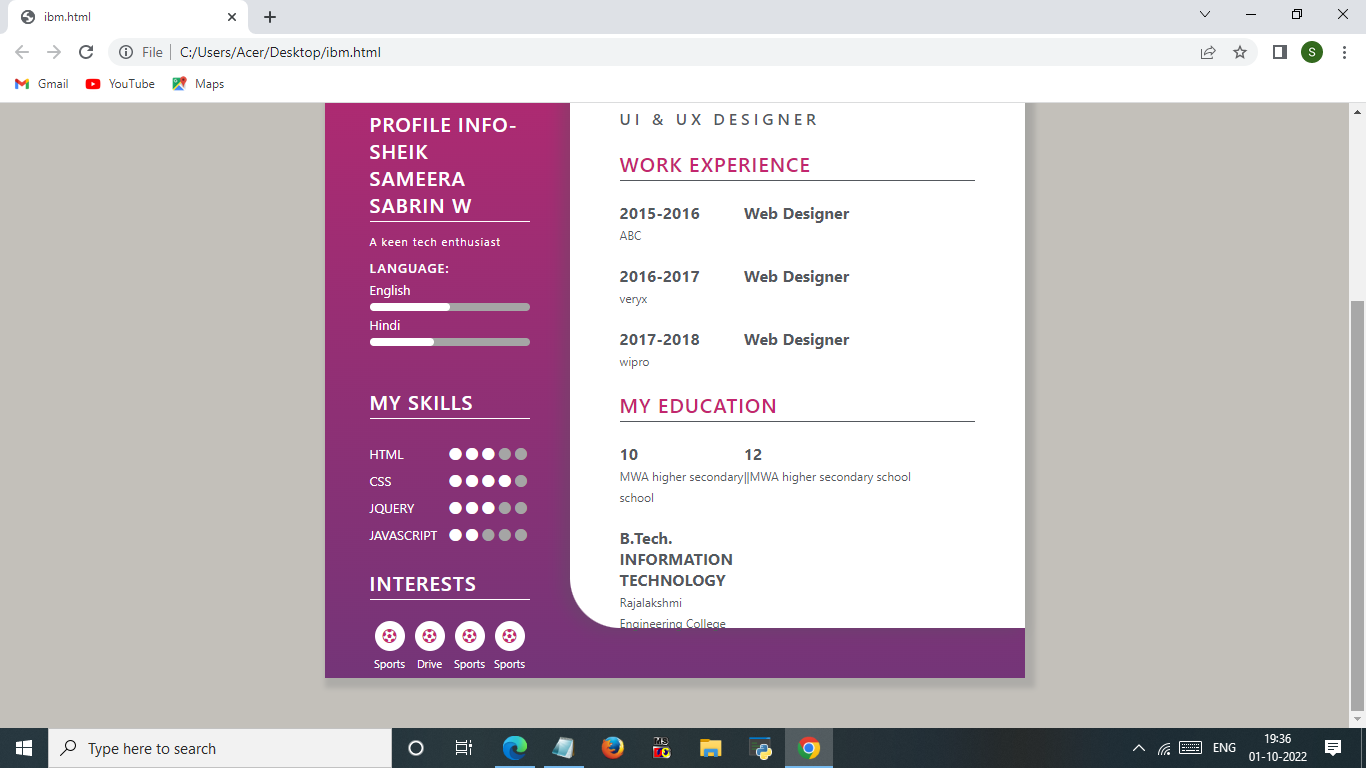 ibm.html
File
C:/Users/Acer/Desktop/ibm.html
S
Gmail
YouTube
Maps
PROFILE INFO-
SHEIK
SAMEERA
SABRIN W
A keen tech enthusiast
LANGUAGE:
English
Hindi
MY SKILLS
HTML
CSS
JQUERY
JAVASCRIPT
INTERESTS
Sports Drive Sports Sports
UI & UX DESIGNER
WORK EXPERIENCE
2015-2016 Web Designer
ABC
2016-2017 Web Designer
veryx
2017-2018 Web Designer
wipro
MY EDUCATION
10 12
MWA higher secondary||MWA higher secondary school
school
B.Tech.
INFORMATION
TECHNOLOGY
Rajalakshmi
Engineering College
Type here to search
ENG
19:36
01-10-2022